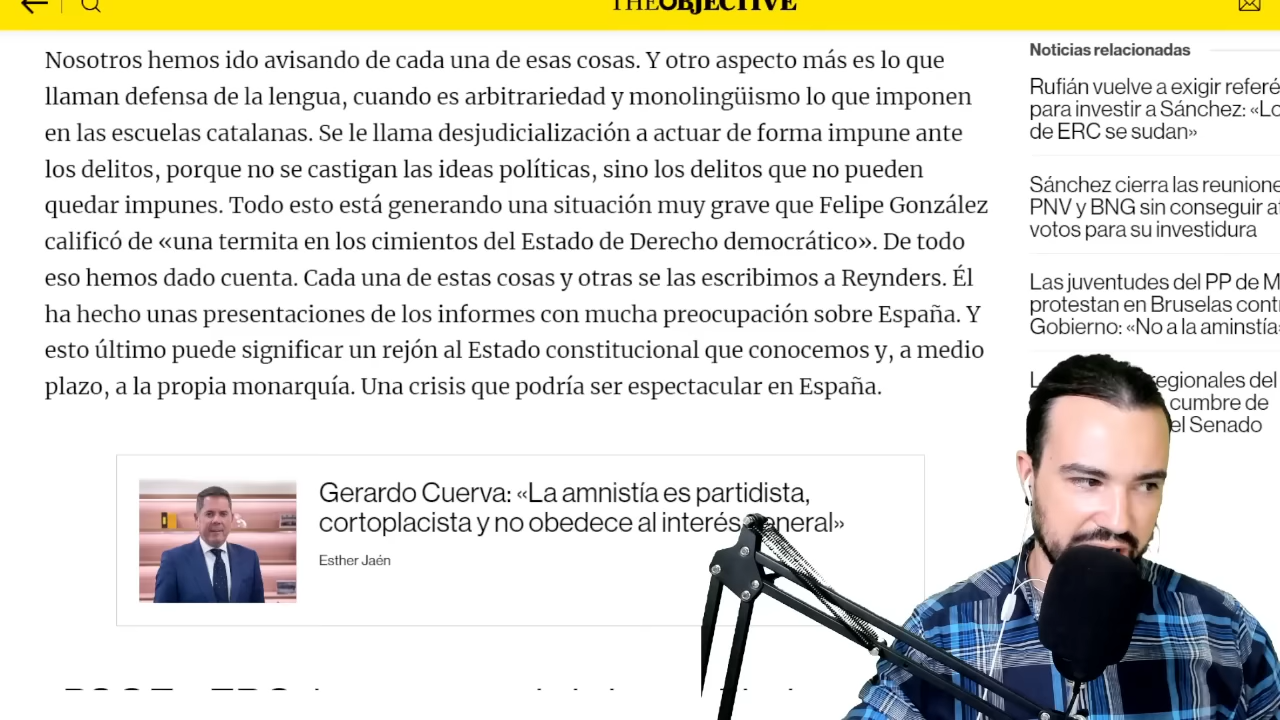 THE OBJECTIVE
Nosotros hemos ido avisando de cada una de esas cosas. Y otro aspecto más es lo que
llaman defensa de la lengua, cuando es arbitrariedad y monolingüismo lo que imponen
en las escuelas catalanas. Se le llama desjudicialización a actuar de forma impune ante
los delitos, porque no se castigan las ideas políticas, sino los delitos que no pueden
quedar impunes. Todo esto está generando una situación muy grave que Felipe González
calificó de «una termita en los cimientos del Estado de Derecho democrático». De todo
eso hemos dado cuenta. Cada una de estas cosas y otras se las escribimos a Reynders. Él
ha hecho unas presentaciones de los informes con mucha preocupación sobre España. Y
esto último puede significar un rejón al Estado constitucional que conocemos y, a medio
plazo, a la propia monarquía. Una crisis que podría ser espectacular en España.
Gerardo Cuerva: «La amnistía es partidista,
cortoplacista y no obedece al interés general»
Esther Jaén
Noticias relacionadas
Rufián vuelve a exigir
para investir a Sánchez:
de ERC se sudan»
Sánchez cierra las
PNV y BNG sin conseguir
votos para su investidura
Las juventudes del PP de
protestan en Bruselas
Gobierno: «No a la aminstía
regionales del
cumbre de
el Senado